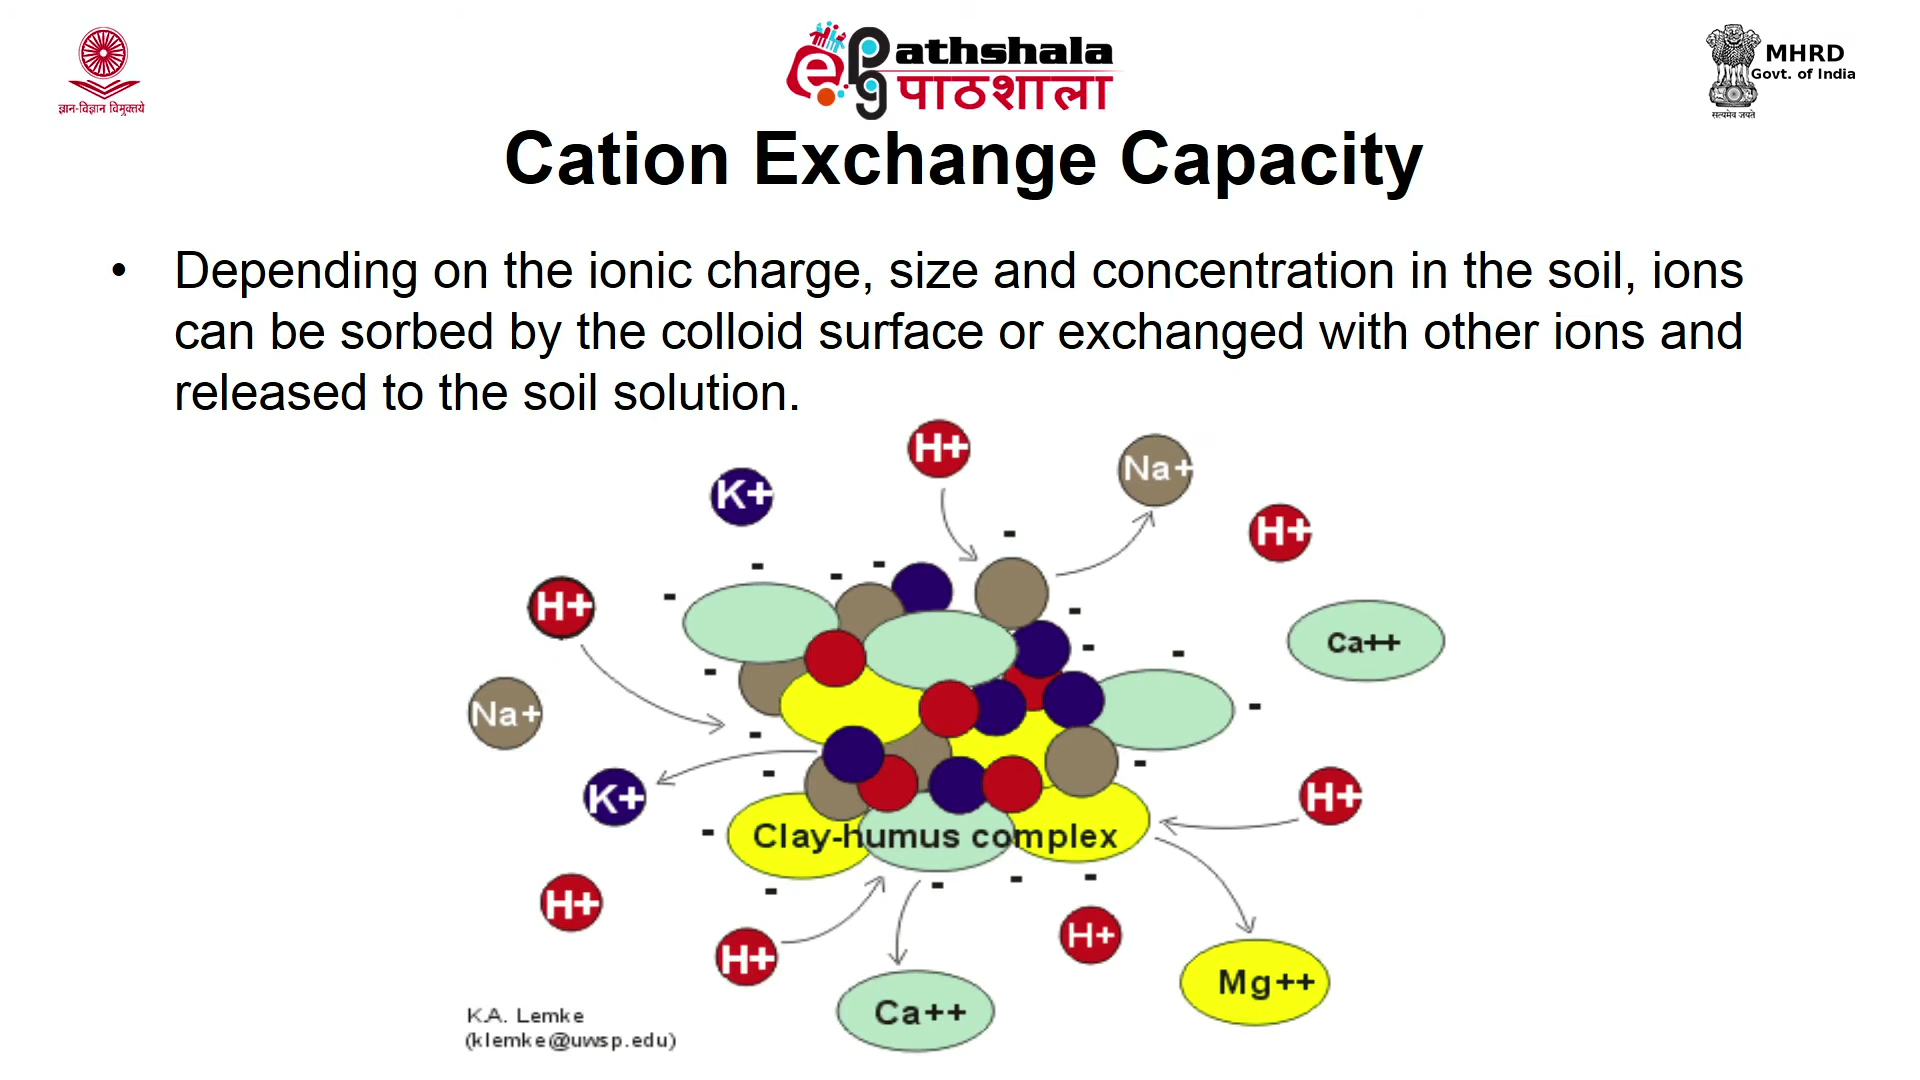 ज्ञान-विज्ञान विमुक्तये
ePG Pathshala
पाठशाला
MHRD
Govt. of India
सत्यमेव जयते
Cation Exchange Capacity
• Depending on the ionic charge, size and concentration in the soil, ions
can be sorbed by the colloid surface or exchanged with other ions and
released to the soil solution.
H+
Na+
K+
H+
H+
Ca++
Na+
K+
H+
Clay-humus complex
H+
H+
H+
Mg++
Ca++
K.A. Lemke
(klemke@uwsp.edu)